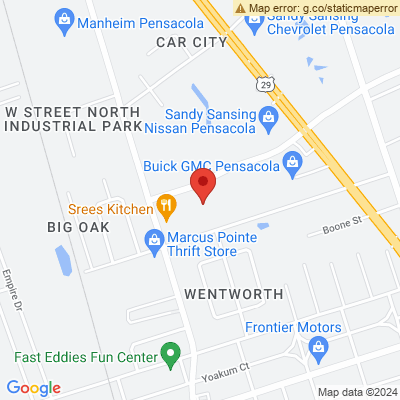 Map error: g.co/staticmaperror
Manheim Pensacola
Sandy Sansing
Chevrolet Pensacola
CAR CITY
29
W STREET NORTH
INDUSTRIAL PARK
Sandy Sansing
Nissan Pensacola
Buick GMC Pensacola
Srees Kitchen
BIG OAK
Boone St
Marcus Pointe
Thrift Store
Empire Dr
WENTWORTH
Frontier Motors
Fast Eddies Fun Center
Yoakum Ct
Google
Map data ©2024